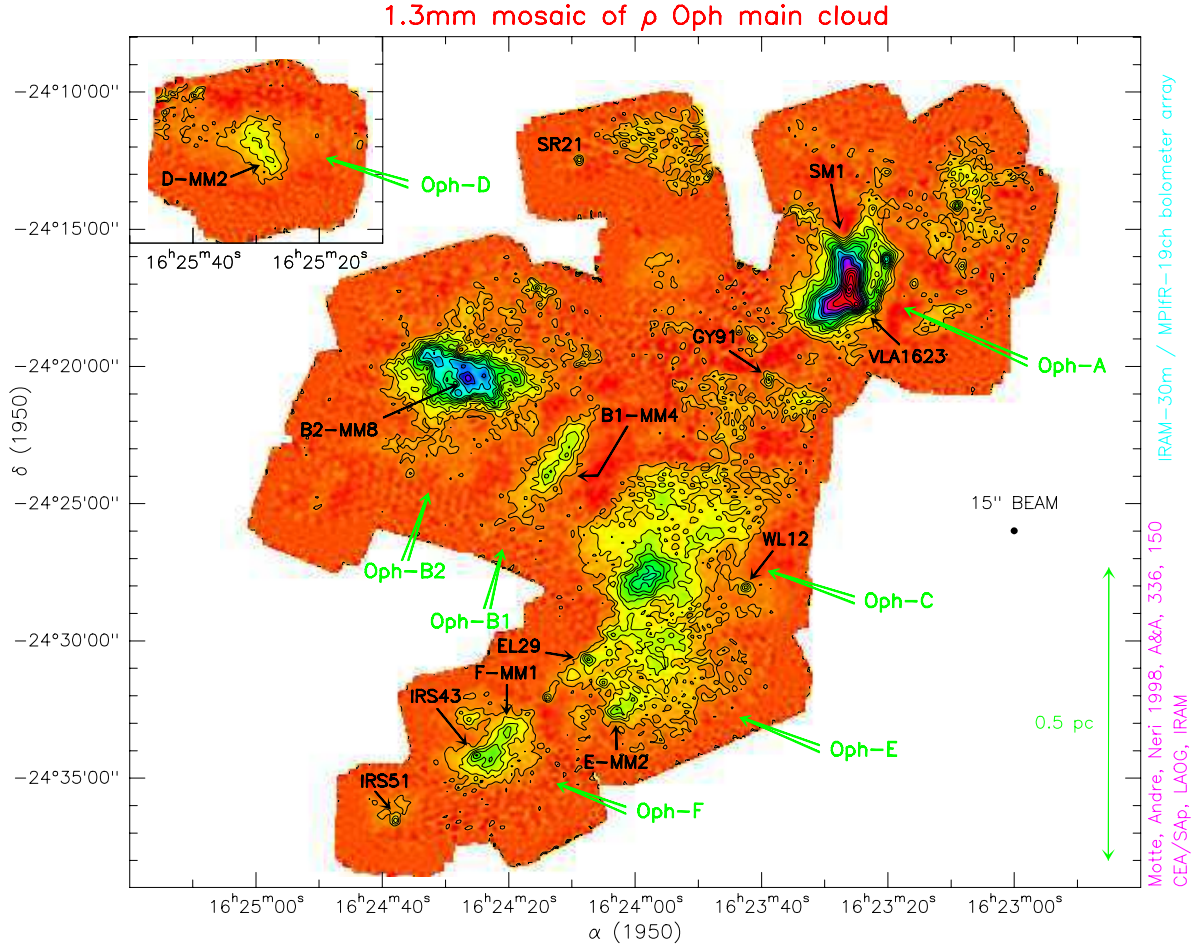 1.3mm mosaic of ρ Oph main cloud
−24°10'00"
−24°15'00"
−24°20'00"
−24°25'00"
−24°30'00"
−24°35'00"
δ (1950)
D−MM2
Oph−D
16h25m40s
16h25m20s
SR21
SM1
GY91
VLA1623
Oph−A
B2−MM8
B1−MM4
15" BEAM
WL12
Oph−B2
Oph−B1
Oph−C
EL29
F−MM1
IRS43
0.5 pc
E−MM2
Oph−E
IRS51
Oph−F
16h25m00s
16h24m40s
16h24m20s
16h24m00s
16h23m40s
16h23m20s
16h23m00s
α (1950)
IRAM−30m / MPIfR−19ch bolometer array
Motte, Andre, Neri 1998, A&A, 336, 150
CEA/SAp, LAOG, IRAM